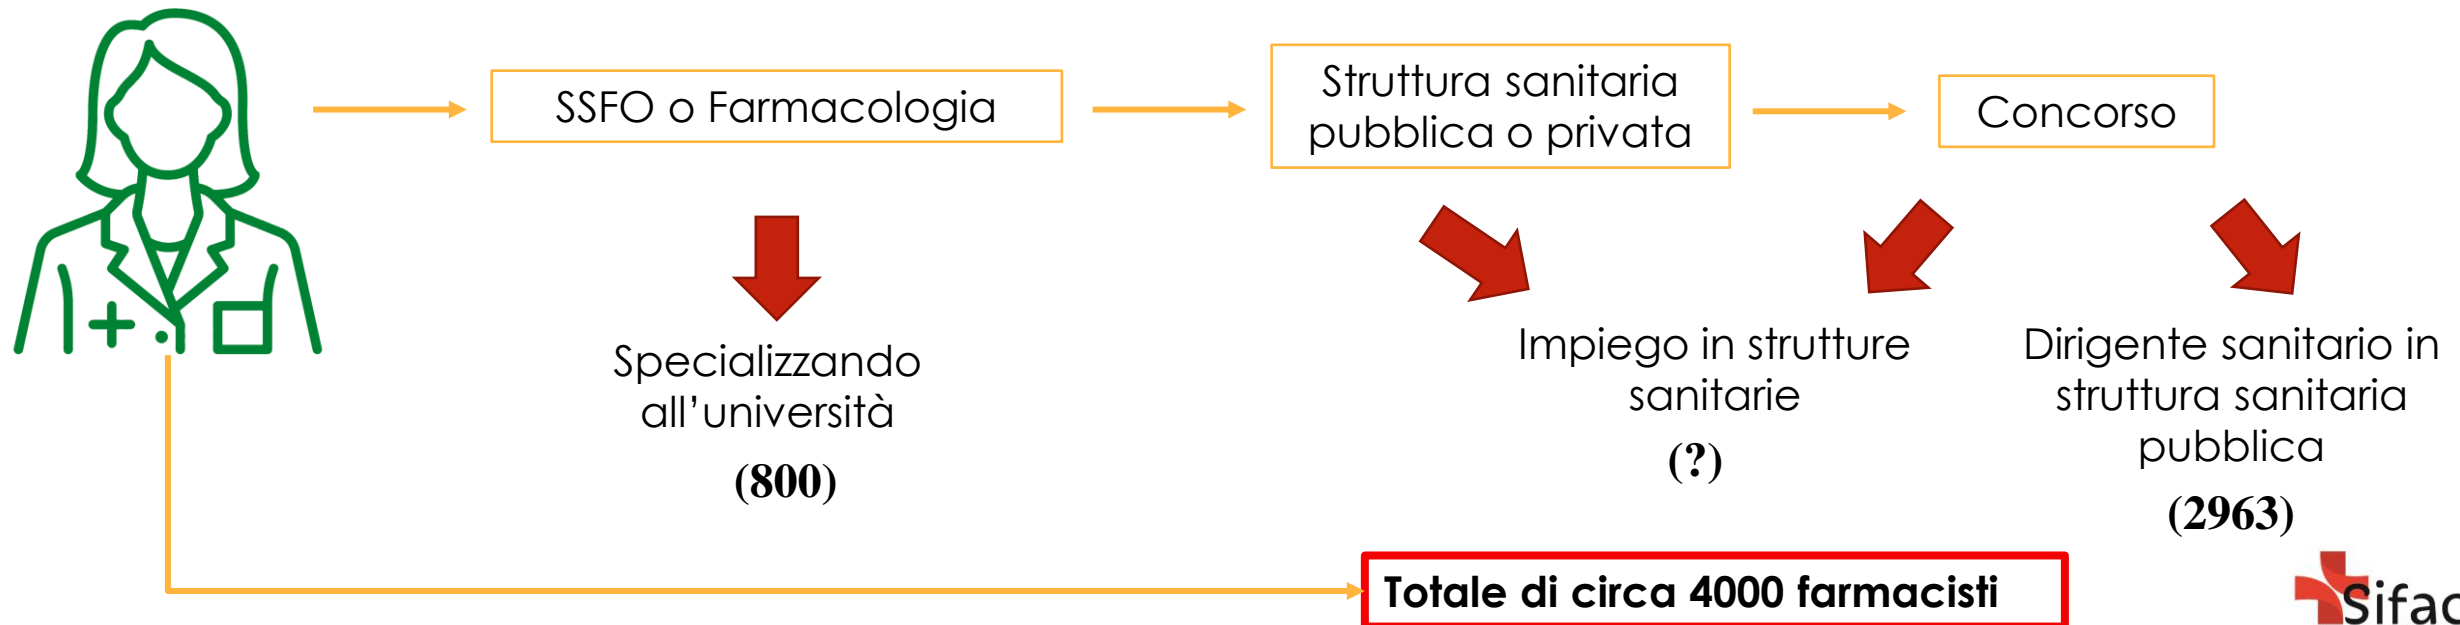 SSFO o Farmacologia
Struttura sanitaria
pubblica o privata
Concorso
Specializzando
all'università
(800)
Impiego in strutture
sanitarie
(?)
Dirigente sanitario in
struttura sanitaria
pubblica
(2963)
Totale di circa 4000 farmacisti
Sifac